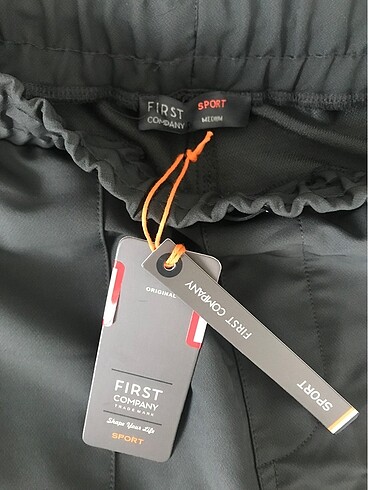 FIRST SPORT
COMPANY MEDIUM
ORIGINAL
FIRST COMPANY
SPORT
FIRST
COMPANY
TRADE MARK
Shape Your Life
SPORT